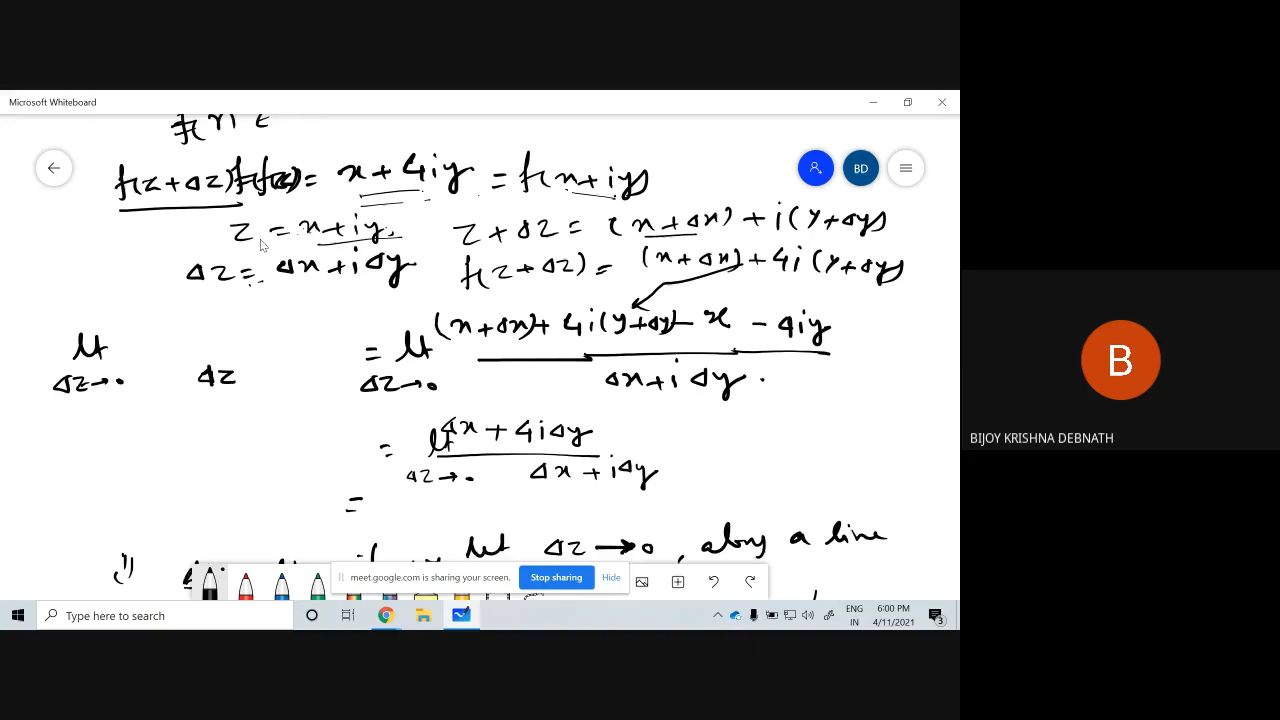 Microsoft Whiteboard
BD
f(z+Δz) = x+4iy = f(x+iy)
z = x+iy, z+Δz = (x+Δx)+i(y+Δy)
Δz = Δx+iΔy f(z+Δz) = (x+Δx)+4i(y+Δy)
lt Δz→0 Δz = lt Δz→0 (x+Δx)+4i(y+Δy)-x-4iy
Δx+iΔy.
= lt Δz→0 Δx+4iΔy
Δx+iΔy
=
let Δz→0, along a line
meet.google.com is sharing your screen. Stop sharing Hide
Type here to search
ENG IN
6:00 PM
4/11/2021
3
B
BIJOY KRISHNA DEBNATH